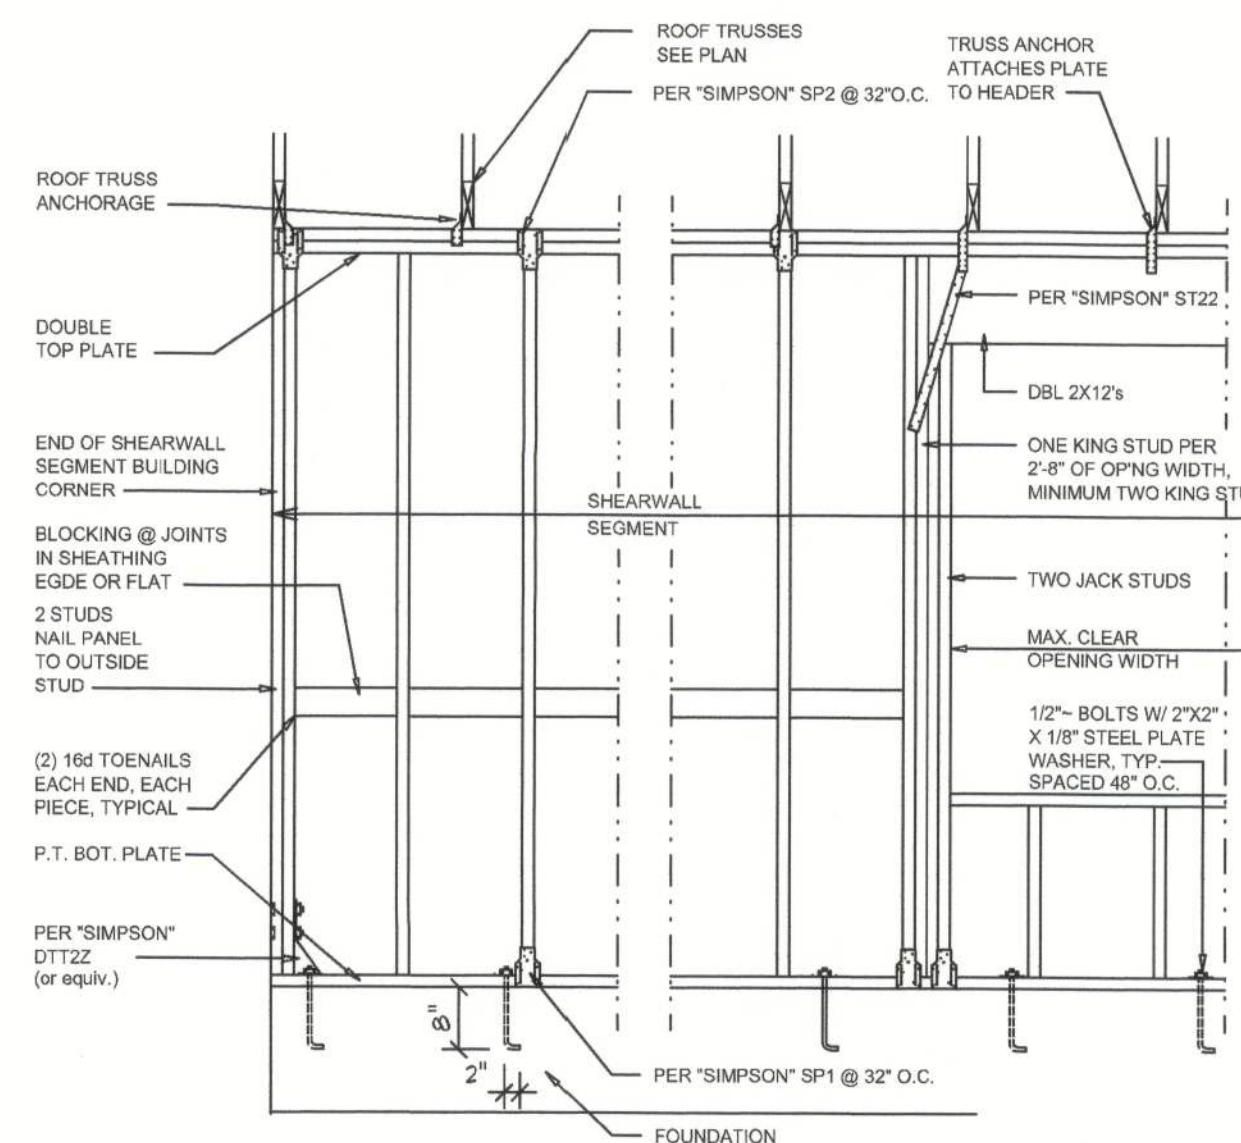 ROOF TRUSSES
SEE PLAN
PER "SIMPSON" SP2 @ 32"O.C.
TRUSS ANCHOR
ATTACHES PLATE
TO HEADER
ROOF TRUSS
ANCHORAGE
DOUBLE
TOP PLATE
PER "SIMPSON" ST22
DBL 2X12's
END OF SHEARWALL
SEGMENT BUILDING
CORNER
ONE KING STUD PER
2'-8" OF OP'NG WIDTH,
MINIMUM TWO KING STU
SHEARWALL
SEGMENT
BLOCKING @ JOINTS
IN SHEATHING
EGDE OR FLAT
2 STUDS
NAIL PANEL
TO OUTSIDE
STUD
TWO JACK STUDS
MAX. CLEAR
OPENING WIDTH
1/2"~ BOLTS W/ 2"X2"
X 1/8" STEEL PLATE
WASHER, TYP.
SPACED 48" O.C.
(2) 16d TOENAILS
EACH END, EACH
PIECE, TYPICAL
P.T. BOT. PLATE
PER "SIMPSON"
DTT2Z
(or equiv.)
8"
2"
PER "SIMPSON" SP1 @ 32" O.C.
FOUNDATION